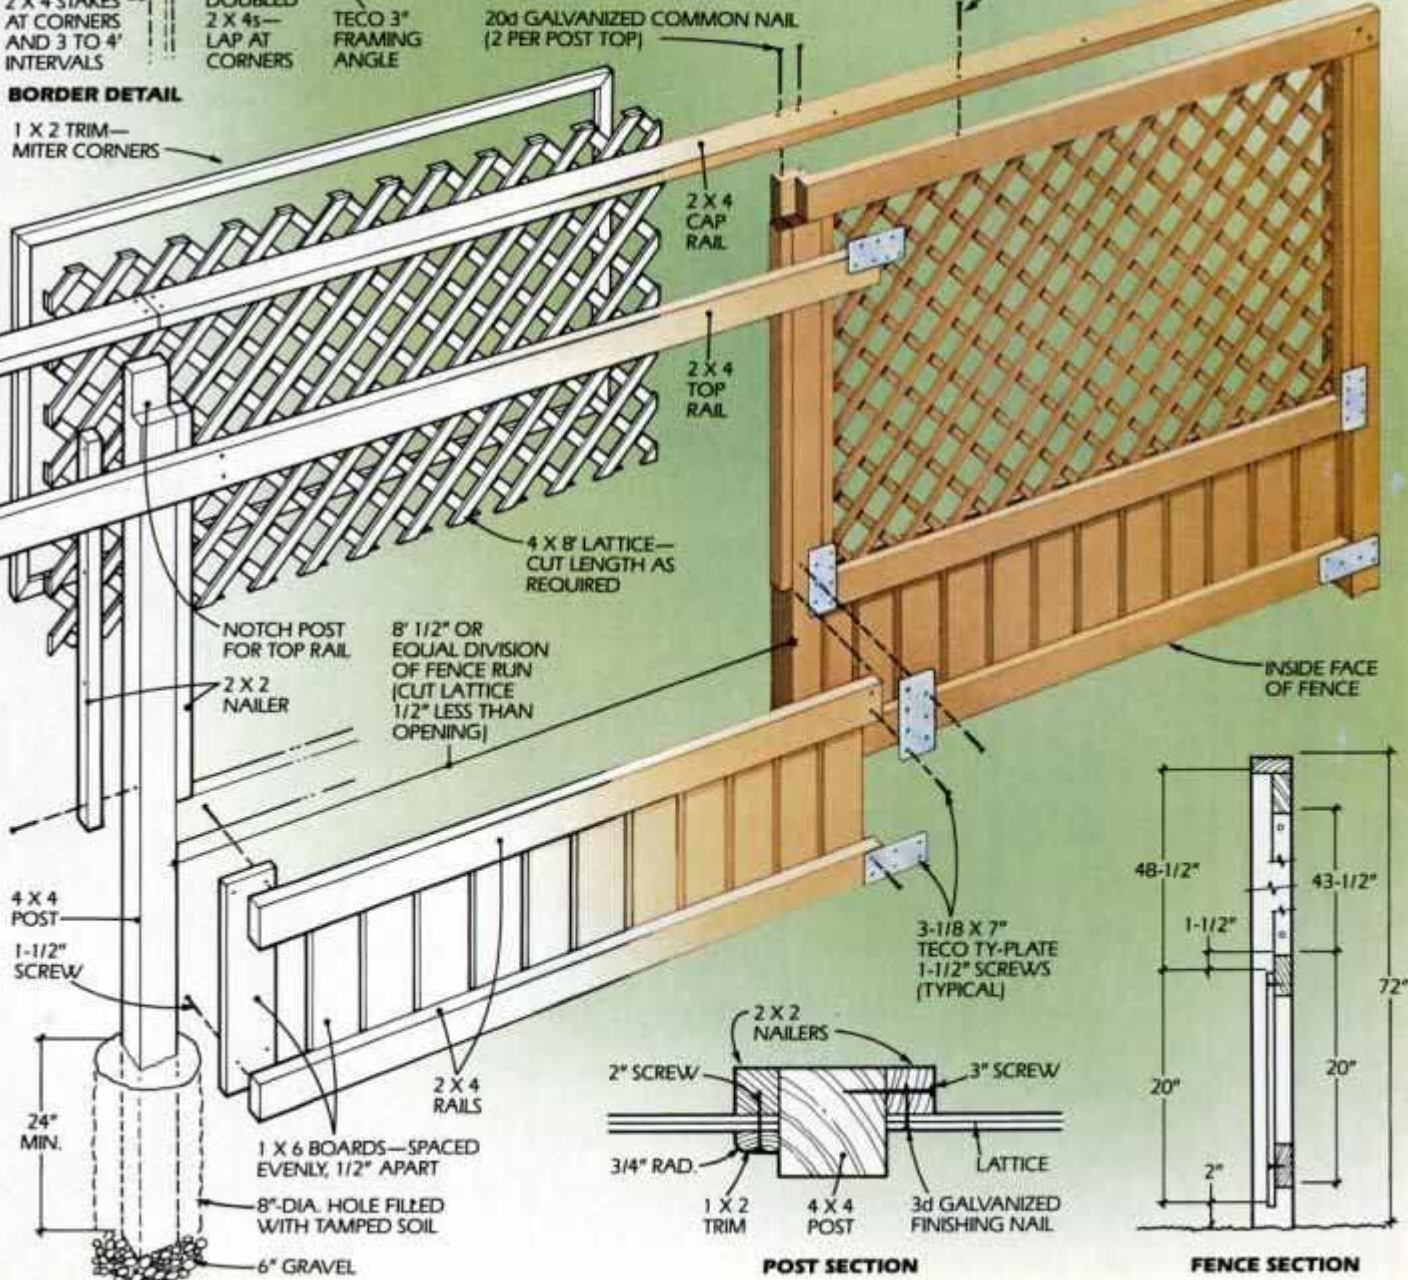 2 X 4 STAKES
AT CORNERS
AND 3 TO 4'
INTERVALS
DOUBLED
2 X 4s—
LAP AT
CORNERS
TECO 3"
FRAMING
ANGLE
20d GALVANIZED COMMON NAIL
(2 PER POST TOP)
BORDER DETAIL
1 X 2 TRIM—
MITER CORNERS
2 X 4
CAP
RAIL
2 X 4
TOP
RAIL
4 X 8' LATTICE—
CUT LENGTH AS
REQUIRED
NOTCH POST
FOR TOP RAIL
2 X 2
NAILER
8' 1/2" OR
EQUAL DIVISION
OF FENCE RUN
(CUT LATTICE
1/2" LESS THAN
OPENING)
INSIDE FACE
OF FENCE
4 X 4
POST
1-1/2"
SCREW
3-1/8 X 7"
TECO TY-PLATE
1-1/2" SCREWS
(TYPICAL)
2 X 4
RAILS
24"
MIN.
1 X 6 BOARDS—SPACED
EVENLY, 1/2" APART
8"-DIA. HOLE FILLED
WITH TAMPED SOIL
6" GRAVEL
2 X 2
NAILERS
2" SCREW
3" SCREW
3/4" RAD.
LATTICE
1 X 2
TRIM
4 X 4
POST
3d GALVANIZED
FINISHING NAIL
POST SECTION
48-1/2"
43-1/2"
1-1/2"
72"
20"
20"
2"
FENCE SECTION